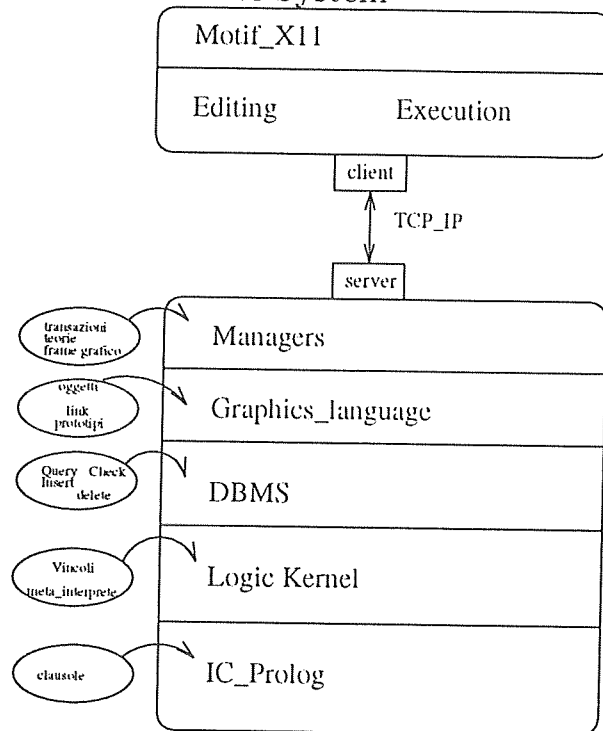 System
Motif_X11
Editing Execution
client
TCP_IP
server
transazioni
teorie
frame grafico
Managers
oggetti
link
prototipi
Graphics_language
Query Check
Insert
delete
DBMS
Vincoli
meta_interprete
Logic Kernel
clausole
IC_Prolog